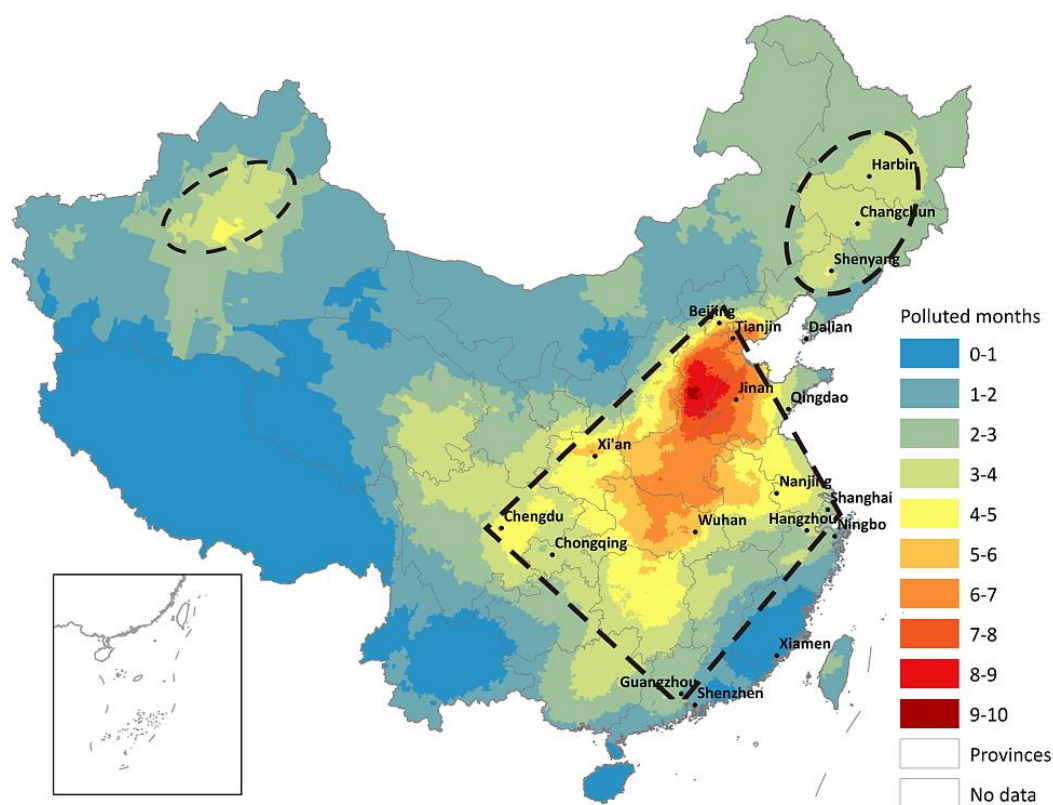 Harbin
Changchun
Shenyang
Beijing
Tianjin
Dalian
Jinan
Qingdao
Xi'an
Nanjing
Shanghai
Chengdu
Wuhan
Hangzhou
Ningbo
Chongqing
Xiamen
Guangzhou
Shenzhen
Polluted months
0-1
1-2
2-3
3-4
4-5
5-6
6-7
7-8
8-9
9-10
Provinces
No data